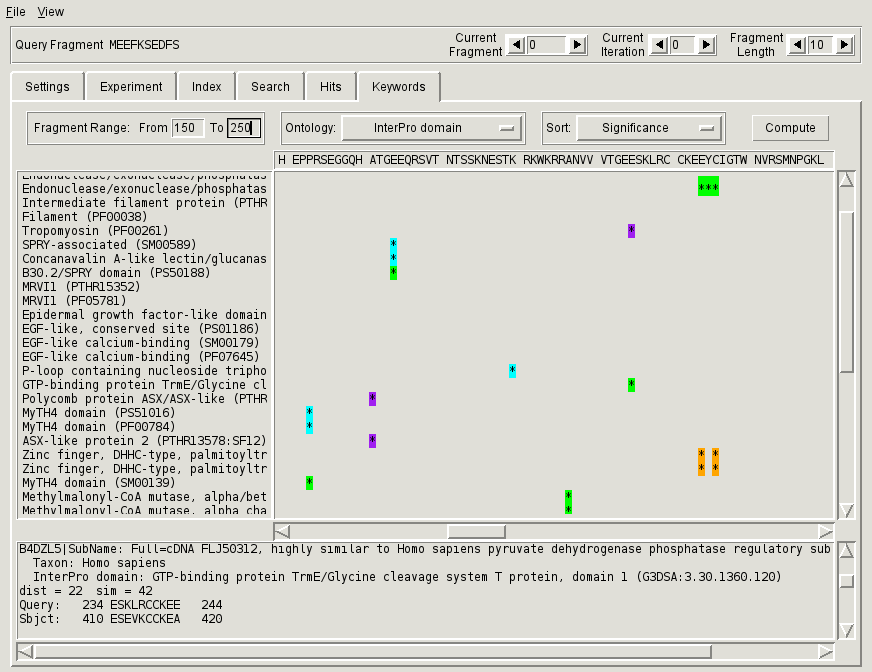 File View
Query Fragment MEEFKSEDFS
Current Fragment 0 Current Iteration 0 Fragment Length 10
Settings Experiment Index Search Hits Keywords
Fragment Range: From 150 To 250 Ontology: InterPro domain Sort: Significance Compute
H EPPRSEGGQH ATGEEQRSVT NTSSKNESTK RKWKRRANVV VTGEESKLRC CKEEYCIGTW NVRSMNPGKL
Endonuclease/exonuclease/phosphatas
Endonuclease/exonuclease/phosphatas ***
Intermediate filament protein (PTHR
Filament (PF00038)
Tropomyosin (PF00261) *
SPRY-associated (SM00589) *
Concanavalin A-like lectin/glucanas *
B30.2/SPRY domain (PS50188) *
MRVI1 (PTHR15352)
MRVI1 (PF05781)
Epidermal growth factor-like domain
EGF-like, conserved site (PS01186)
EGF-like calcium-binding (SM00179)
EGF-like calcium-binding (PF07645)
P-loop containing nucleoside tripho *
GTP-binding protein TrmE/Glycine cl *
Polycomb protein ASX/ASX-like (PTHR *
MyTH4 domain (PS51016) *
MyTH4 domain (PF00784) *
ASX-like protein 2 (PTHR13578:SF12) *
Zinc finger, DHHC-type, palmitoyltr * *
Zinc finger, DHHC-type, palmitoyltr * *
MyTH4 domain (SM00139) *
Methylmalonyl-CoA mutase, alpha/bet *
Methylmalonyl-CoA mutase, alpha cha *
B4DZL5|SubName: Full=cDNA FLJ50312, highly similar to Homo sapiens pyruvate dehydrogenase phosphatase regulatory sub
Taxon: Homo sapiens
InterPro domain: GTP-binding protein TrmE/Glycine cleavage system T protein, domain 1 (G3DSA:3.30.1360.120)
dist = 22 sim = 42
Query: 234 ESKLRCCKEE 244
Sbjct: 410 ESEVKCCKEA 420